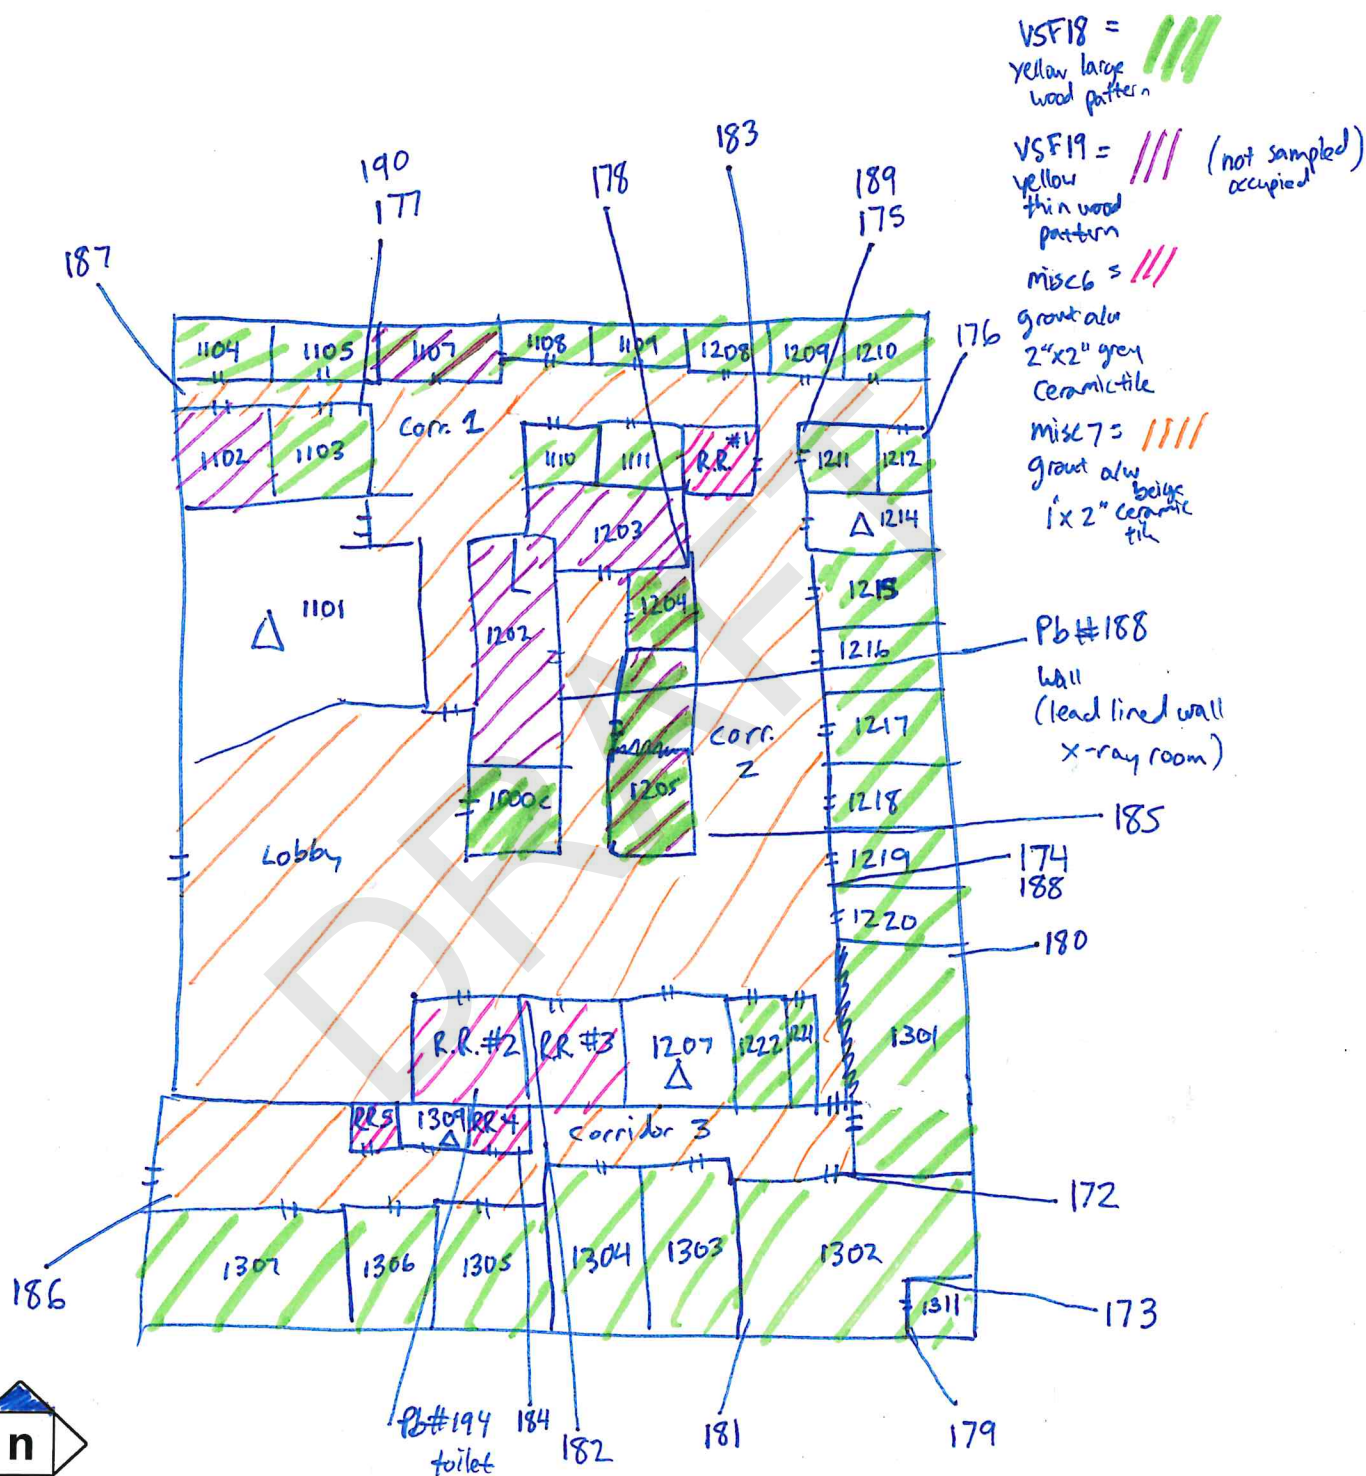 VSF18 =
yellow large
wood pattern
VSF19 = (not sampled)
yellow occupied
thin wood
pattern
misc6 =
grout a/w
2"x2" grey
ceramic tile
misc 7 =
grout a/w
beige
1"x2" ceramic
tile
183
190
177
178
189
175
187
176
1104
1105
1107
1108
1109
1208
1209
1210
1102
1103
Corr. 1
1110
1111
R.R. #1
1211
1212
1203
1214
1101
1202
1204
1215
1216
Pb#188
wall
(lead lined wall
x-ray room)
1217
corr.
2
1000c
1205
1218
185
Lobby
1219
174
188
1220
180
R.R. #2
R.R. #3
1207
1222
1221
1301
RR5
1309
RR4
Corridor 3
172
1307
1306
1305
1304
1303
1302
1311
186
173
Pb#194
toilet
184
182
181
179
n
DRAFT